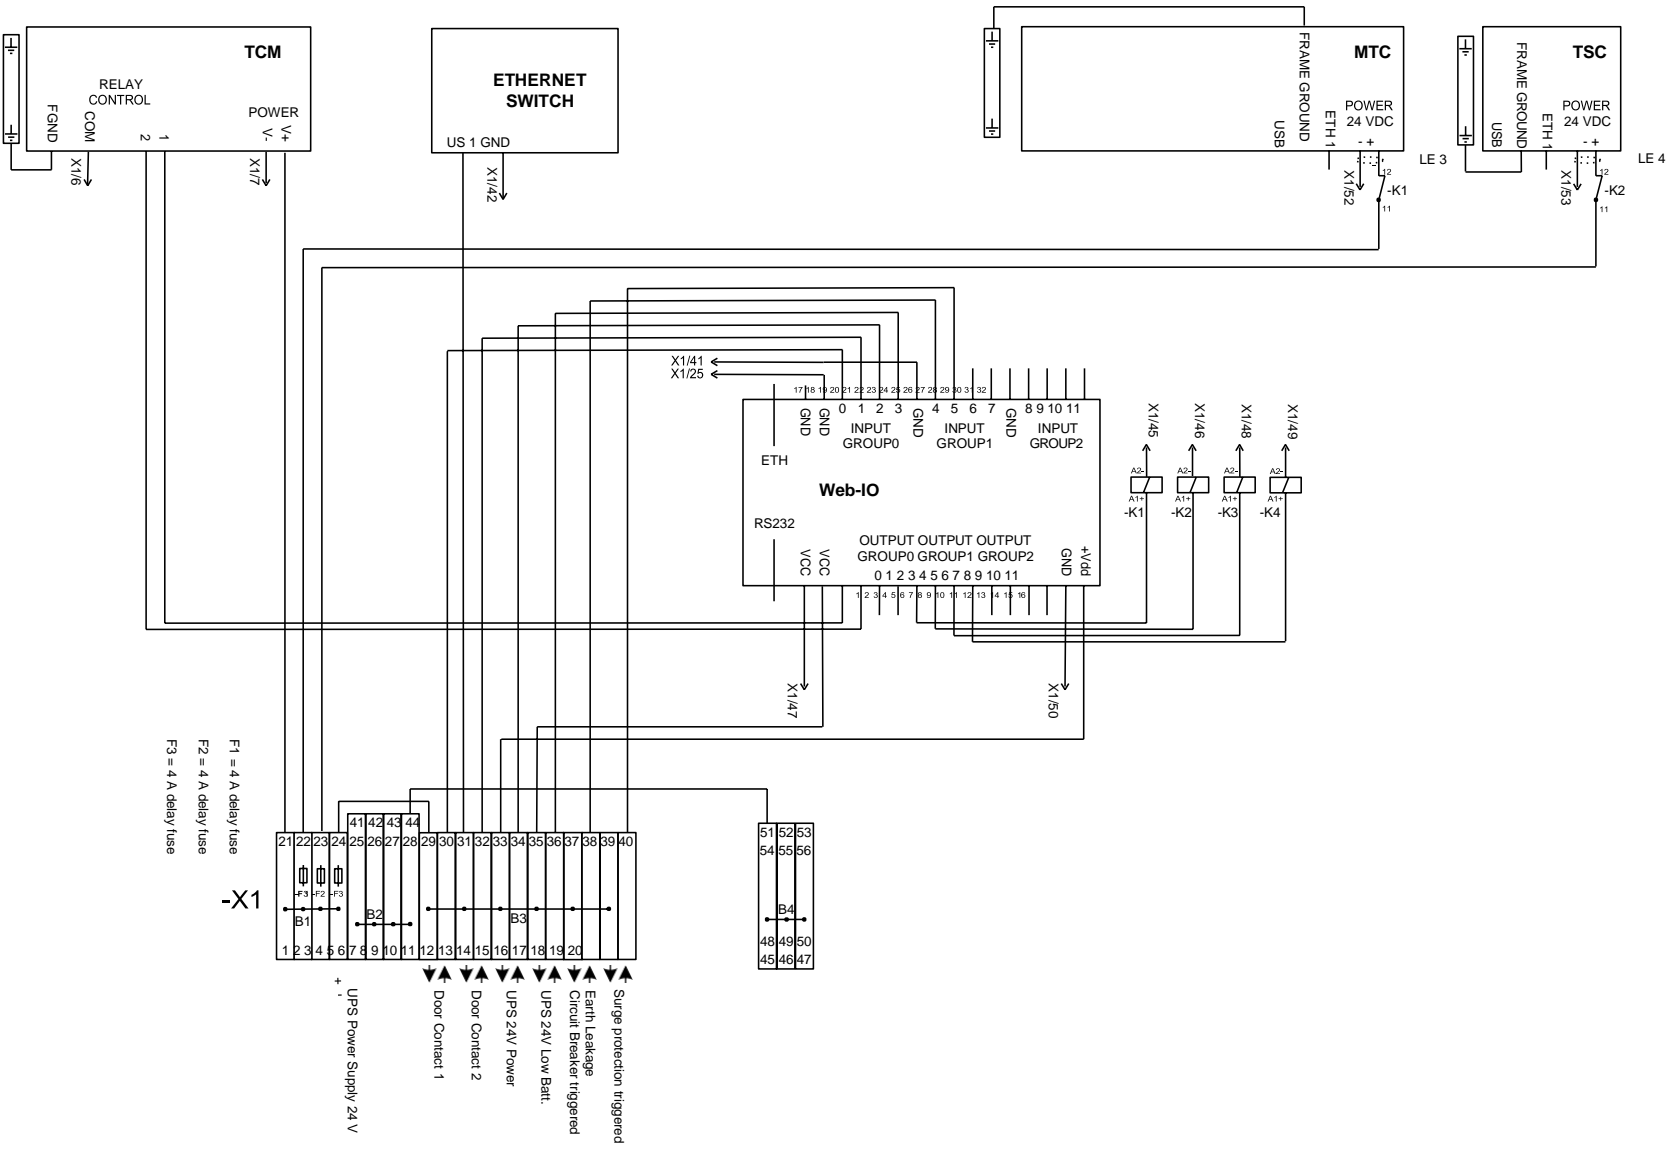 TCM
RELAY
CONTROL
POWER
FGND
COM
2
1
V-
V+
X1/6
X1/7
ETHERNET
SWITCH
US 1 GND
X1/42
MTC
FRAME GROUND
USB
ETH 1
POWER
24 VDC
- +
X1/52
12
-K1
11
LE 3
TSC
FRAME GROUND
USB
ETH 1
POWER
24 VDC
- +
X1/53
12
-K2
11
LE 4
X1/41
X1/25
17 18 19 20 21 22 23 24 25 26 27 28 29 30 31 32
GND GND 0 1 2 3 GND 4 5 6 7 GND 8 9 10 11
INPUT
GROUP0
INPUT
GROUP1
INPUT
GROUP2
ETH
Web-IO
RS232
VCC
VCC
OUTPUT OUTPUT OUTPUT
GROUP0 GROUP1 GROUP2
0 1 2 3 4 5 6 7 8 9 10 11
GND
+Vdd
1 2 3 4 5 6 7 8 9 10 11 12 13 14 15 16
X1/45
X1/46
X1/48
X1/49
A2- A2- A2- A2-
A1+ A1+ A1+ A1+
-K1 -K2 -K3 -K4
X1/47
X1/50
F1 = 4 A delay fuse
F2 = 4 A delay fuse
F3 = 4 A delay fuse
41 42 43 44
21 22 23 24 25 26 27 28 29 30 31 32 33 34 35 36 37 38 39 40
-F3 -F2 -F3
-X1
B1
B2
B3
1 2 3 4 5 6 7 8 9 10 11 12 13 14 15 16 17 18 19 20
51 52 53
54 55 56
B4
48 49 50
45 46 47
+
-
UPS Power Supply 24 V
Door Contact 1
Door Contact 2
UPS 24V Power
UPS 24V Low Batt.
Earth Leakage
Circuit Breaker triggered
Surge protection triggered